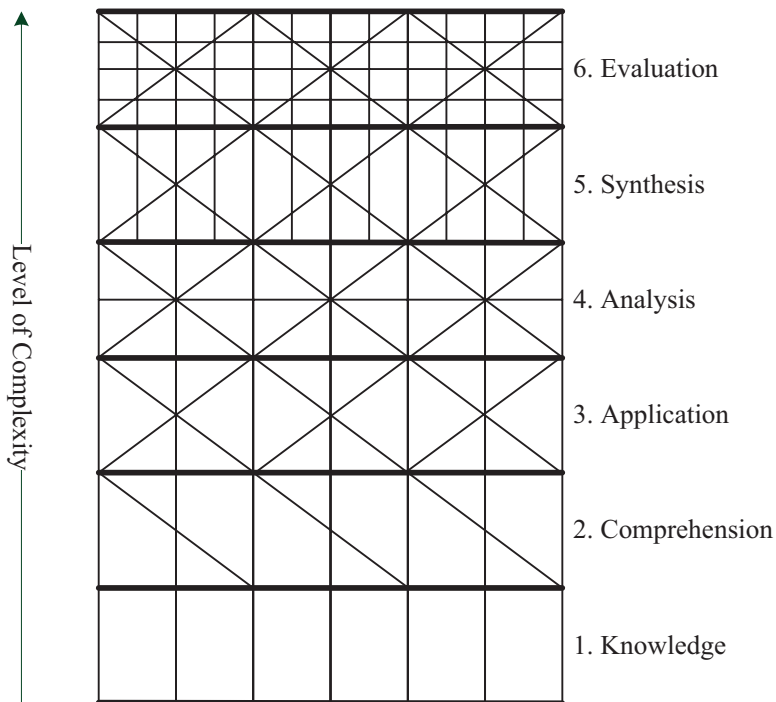 6. Evaluation
5. Synthesis
4. Analysis
3. Application
2. Comprehension
1. Knowledge
Level of Complexity